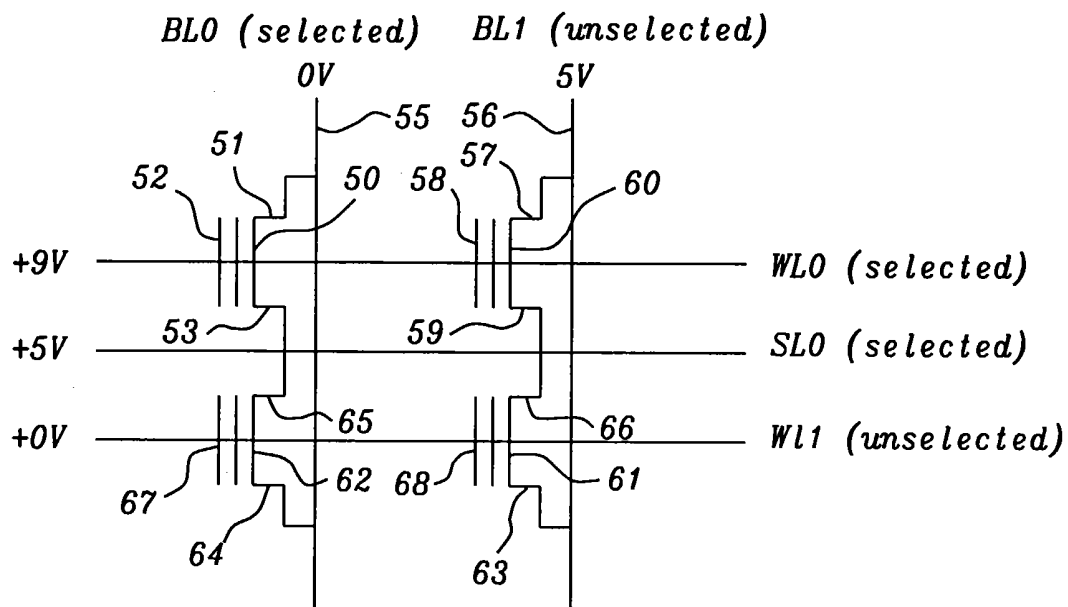 BL0 (selected) BL1 (unselected)
0V 5V
55 56
51 57
52 50 58 60
+9V WL0 (selected)
53 59
+5V SL0 (selected)
65 66
+0V Wl1 (unselected)
67 62 68 61
64 63